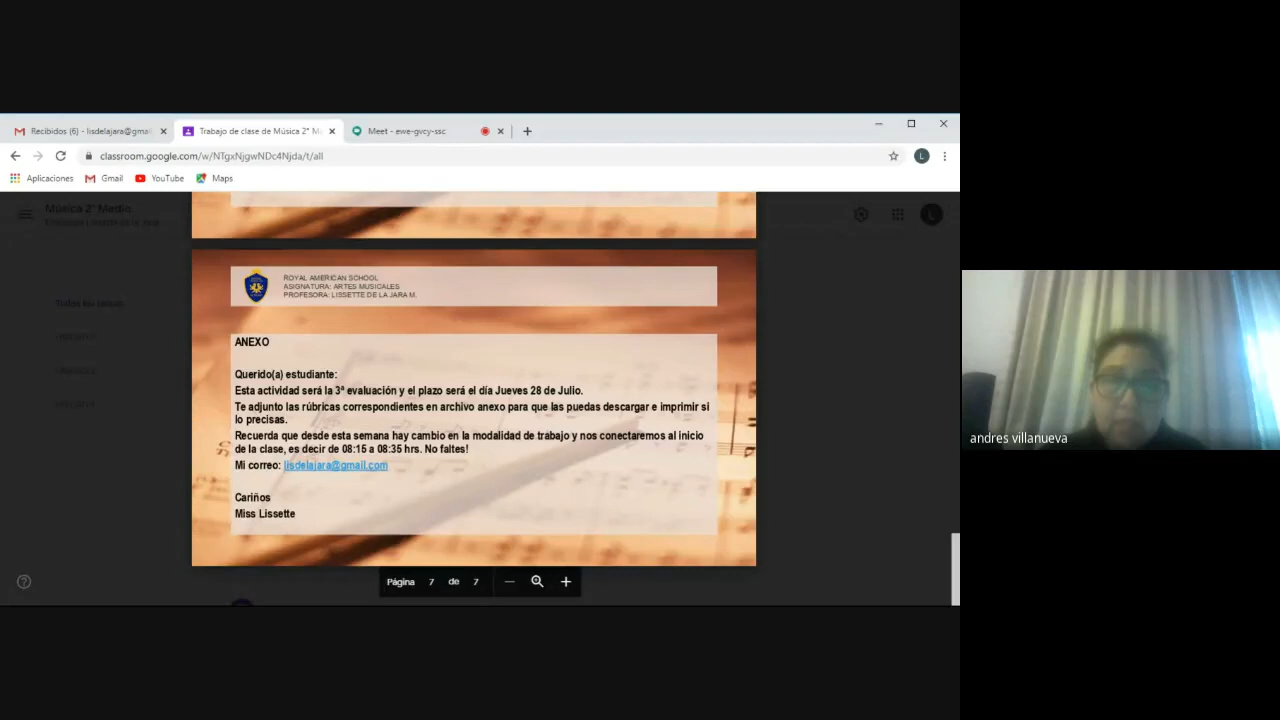 Recibidos (6) - lisdelajara@gmai
Trabajo de clase de Música 2° M
Meet - ewe-gvcy-ssc
classroom.google.com/w/NTgxNjgwNDc4Njda/t/all
L
Aplicaciones
Gmail
YouTube
Maps
Música 2° Medio
L
ROYAL AMERICAN SCHOOL
ASIGNATURA: ARTES MUSICALES
PROFESORA: LISSETTE DE LA JARA M.
ANEXO
Querido(a) estudiante:
Esta actividad será la 3ª evaluación y el plazo será el día Jueves 28 de Julio.
Te adjunto las rúbricas correspondientes en archivo anexo para que las puedas descargar e imprimir si
lo precisas.
Recuerda que desde esta semana hay cambio en la modalidad de trabajo y nos conectaremos al inicio
de la clase, es decir de 08:15 a 08:35 hrs. No faltes!
Mi correo: lisdelajara@gmail.com
Cariños
Miss Lissette
Página 7 de 7
andres villanueva